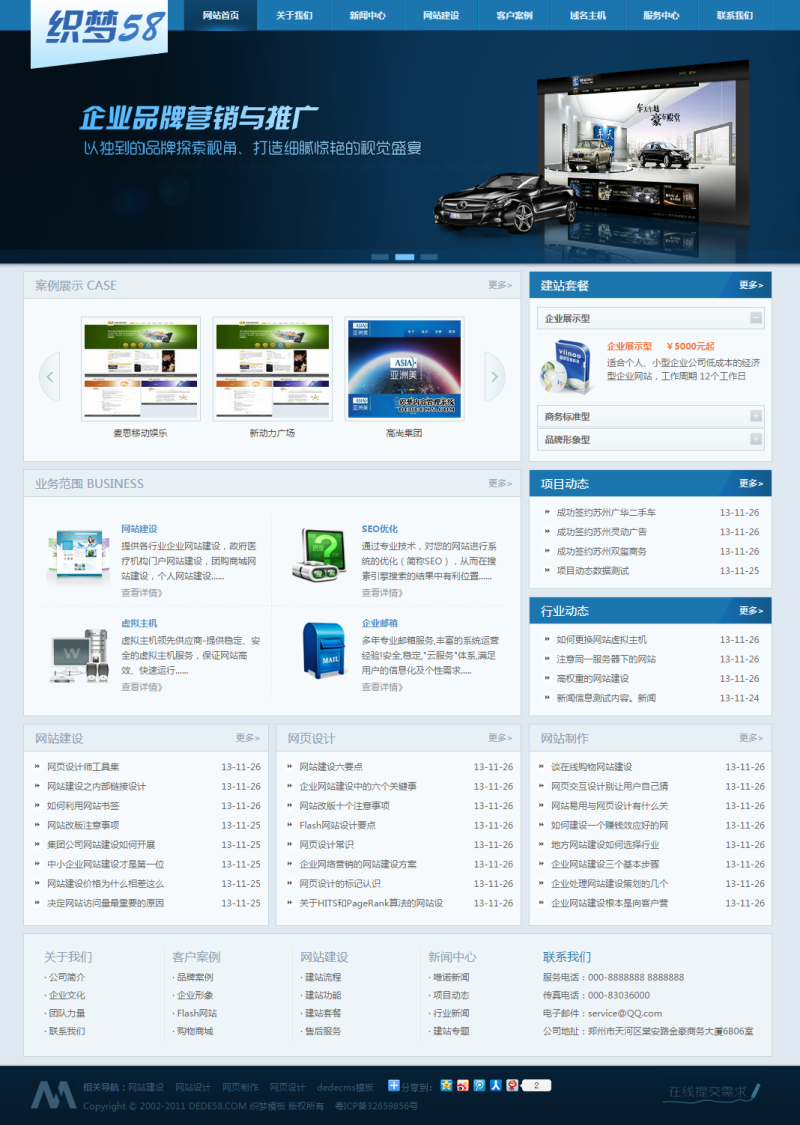 织梦58
网站首页 关于我们 新闻中心 网站建设 客户案例 域名主机 服务中心 联系我们
企业品牌营销与推广
以独到的品牌探索视角、打造细腻惊艳的视觉盛宴
车天车地
豪车殿堂
案例展示 CASE 更多>
麦思移动娱乐 新动力广场 高尚集团
ASIA
亚洲美
建站套餐 更多>
企业展示型
企业展示型 ￥5000元起
适合个人、小型企业公司低成本的经济
型企业网站，工作周期 12个工作日
商务标准型
品牌形象型
业务范围 BUSINESS 更多>
网站建设
提供各行业企业网站建设，政府医
疗机构门户网站建设，团购商城网
站建设，个人网站建设......
查看详情》
SEO优化
通过专业技术，对您的网站进行系
统的优化（简称SEO），从而在搜
索引擎搜索的结果中有利位置......
查看详情》
虚拟主机
虚拟主机领先供应商-提供稳定、安
全的虚拟主机服务，保证网站高
效、快速运行......
查看详情》
企业邮箱
多年专业邮箱服务,丰富的系统运营
经验!安全,稳定,"云服务"体系,满足
用户的信息化及个性需求.....
查看详情》
MAIL
项目动态 更多>
成功签约苏州广华二手车 13-11-26
成功签约苏州灵动广告 13-11-26
成功签约苏州双玺商务 13-11-26
项目动态数据测试 13-11-25
行业动态 更多>
如何更换网站虚拟主机 13-11-26
注意同一服务器下的网站 13-11-26
高权重的网站建设 13-11-26
新闻信息测试内容。新闻 13-11-24
网站建设 更多>
网页设计师工具集 13-11-26
网站建设之内部链接设计 13-11-26
如何利用网站书签 13-11-26
网站改版注意事项 13-11-25
集团公司网站建设如何开展 13-11-25
中小企业网站建设才是第一位 13-11-25
网站建设价格为什么相差这么 13-11-25
决定网站访问量最重要的原因 13-11-25
网页设计 更多>
网站建设六要点 13-11-26
企业网站建设中的六个关键事 13-11-26
网站改版十个注意事项 13-11-26
Flash网站设计要点 13-11-26
网页设计常识 13-11-26
企业网络营销的网站建设方案 13-11-26
网页设计的标记认识 13-11-26
关于HITS和PageRank算法的网站设 13-11-26
网站制作 更多>
谈在线购物网站建设 13-11-26
网页交互设计别让用户自己猜 13-11-26
网站易用与网页设计有什么关 13-11-26
如何建设一个赚钱效应好的网 13-11-26
地方网站建设如何选择行业 13-11-26
企业网站建设三个基本步骤 13-11-26
企业处理网站建设策划的几个 13-11-26
企业网站建设根本是向客户营 13-11-26
关于我们
· 公司简介
· 企业文化
· 团队力量
· 联系我们
客户案例
· 品牌案例
· 企业形象
· Flash网站
· 购物商城
网站建设
· 建站流程
· 建站功能
· 建站套餐
· 售后服务
新闻中心
· 唯诺新闻
· 项目动态
· 行业新闻
· 建站专题
联系我们
服务电话：000-8888888 8888888
传真电话：000-83036000
电子邮件：service@QQ.com
公司地址：郑州市天河区棠安路金豪商务大厦6B06室
相关导航：网站建设 网站设计 网页制作 网页设计 dedecms模板 分享到： 2
Copyright © 2002-2011 DEDE58.COM 织梦模板 版权所有 粤ICP备32659856号
在线提交需求